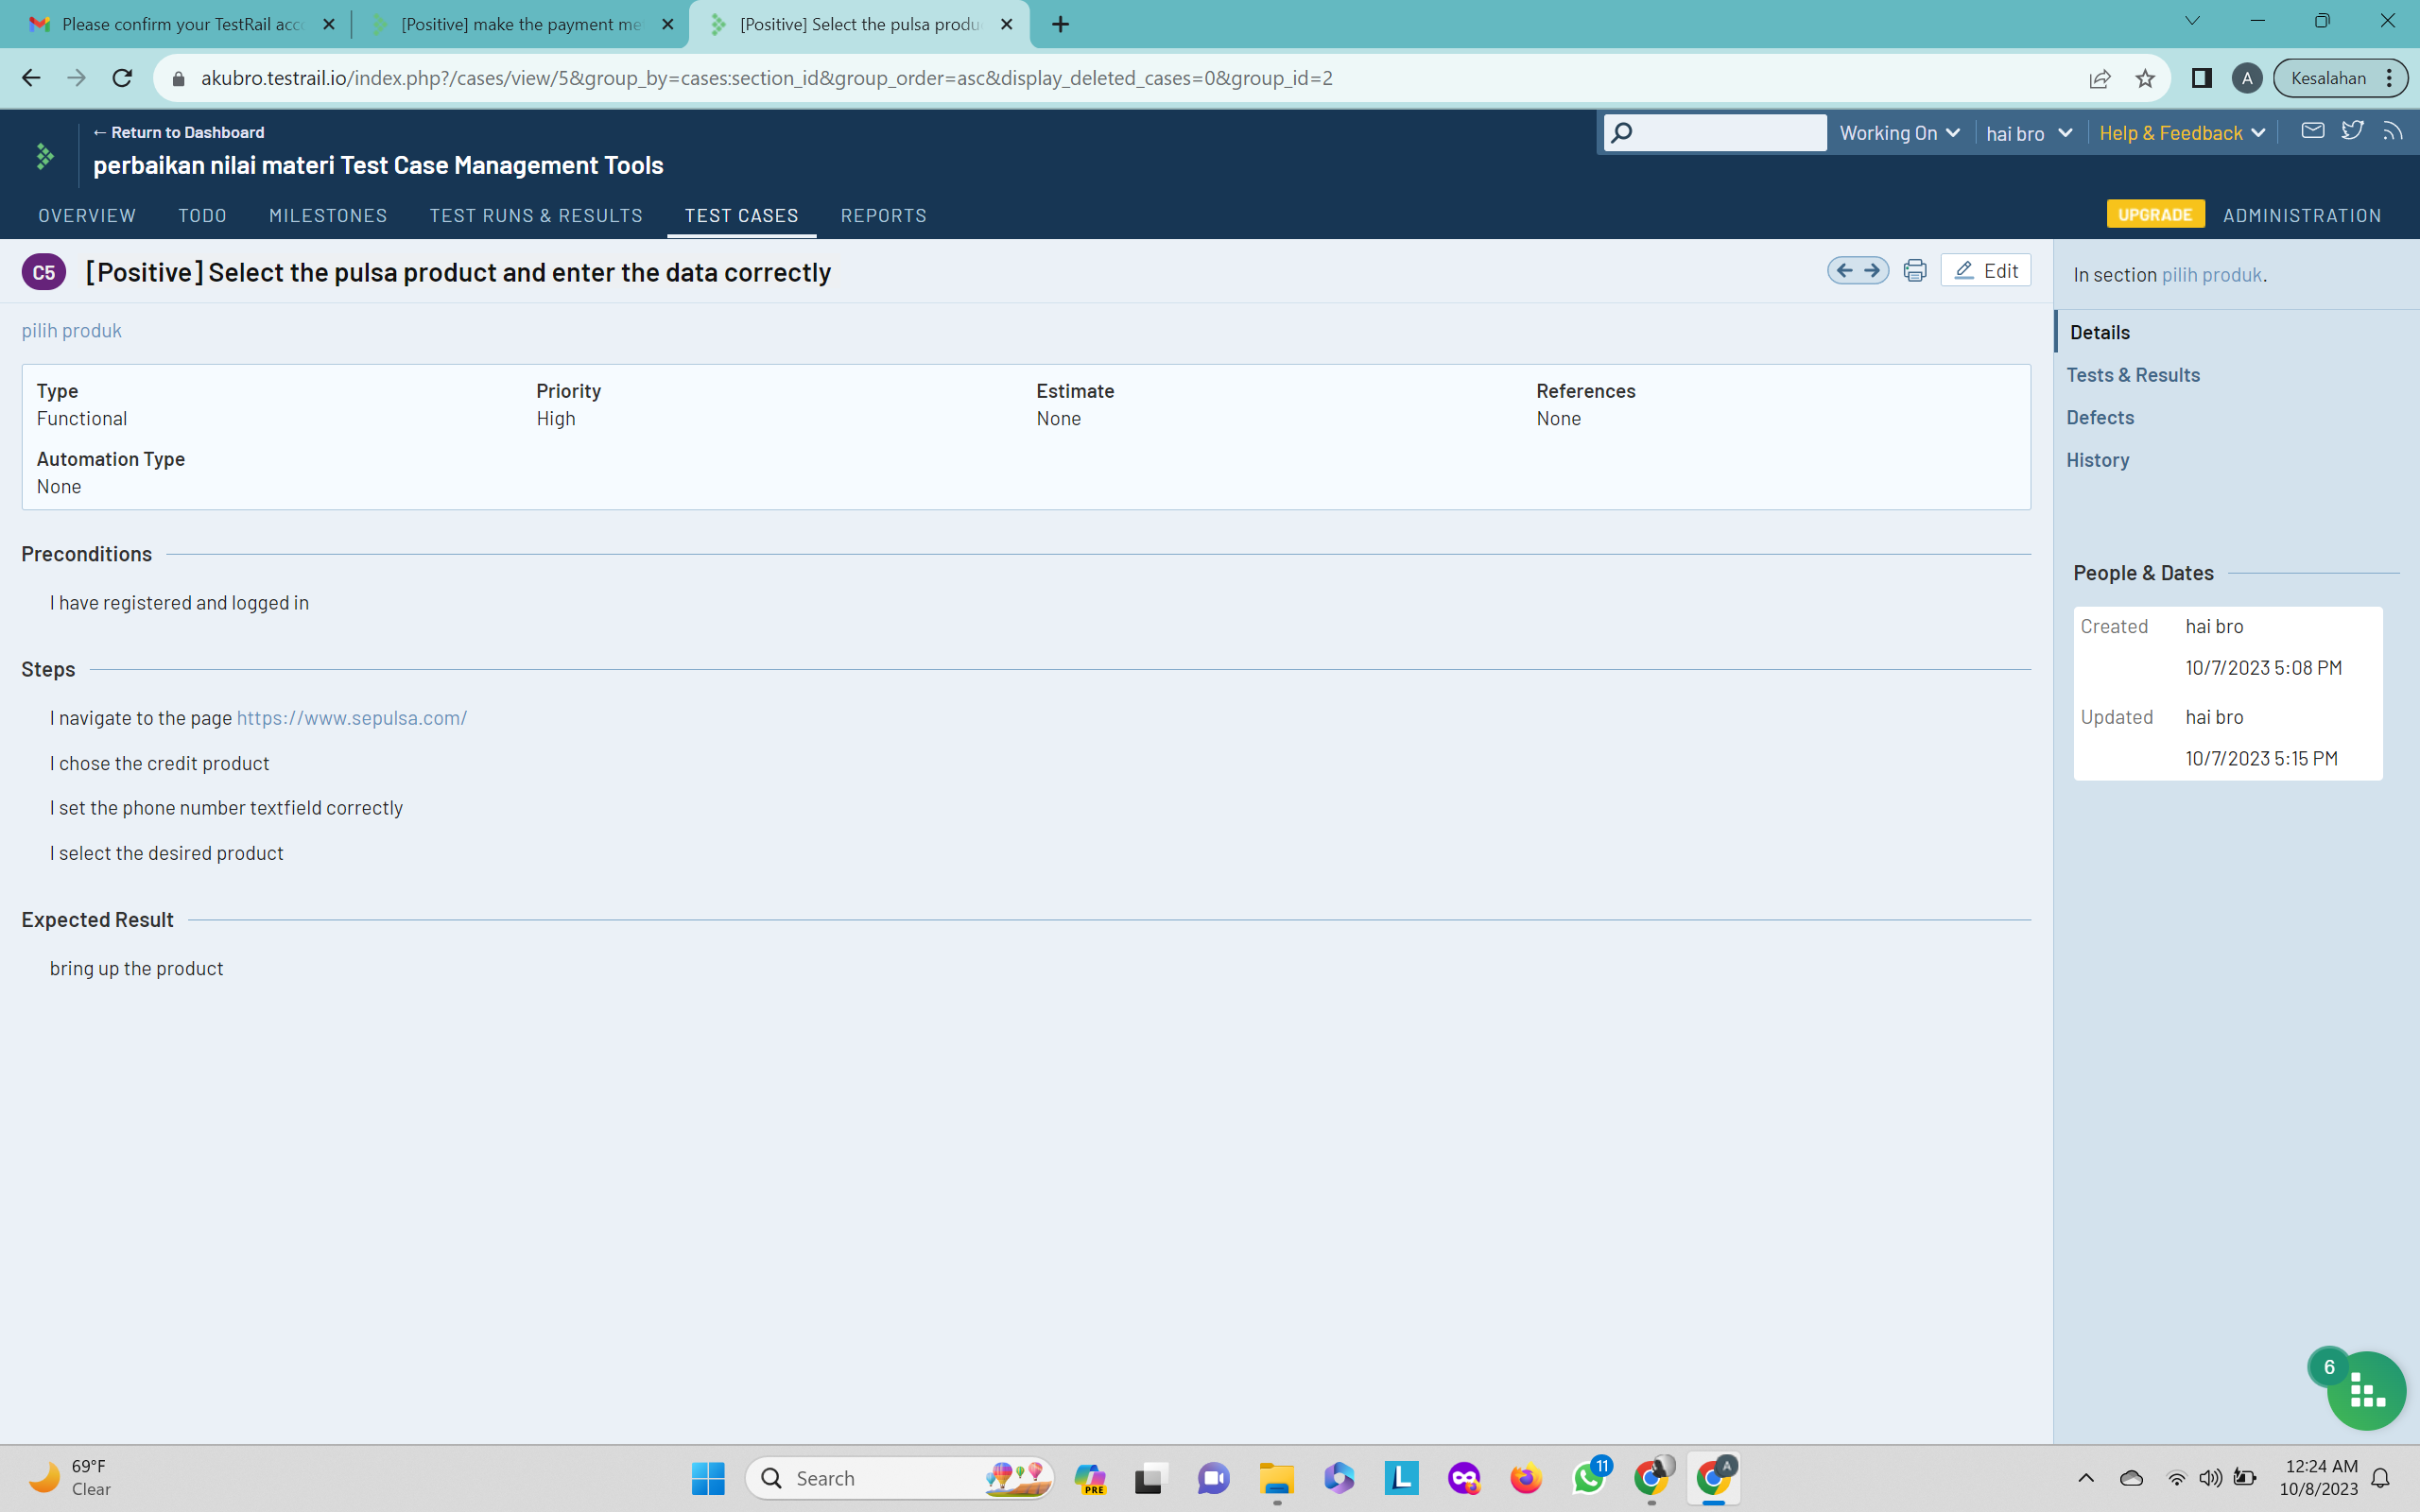 Please confirm your TestRail acc
[Positive] make the payment me
[Positive] Select the pulsa produ
akubro.testrail.io/index.php?/cases/view/5&group_by=cases:section_id&group_order=asc&display_deleted_cases=0&group_id=2
A
Kesalahan
← Return to Dashboard
perbaikan nilai materi Test Case Management Tools
Working On
hai bro
Help & Feedback
OVERVIEW
TODO
MILESTONES
TEST RUNS & RESULTS
TEST CASES
REPORTS
UPGRADE
ADMINISTRATION
C5
[Positive] Select the pulsa product and enter the data correctly
Edit
In section pilih produk.
pilih produk
Details
Tests & Results
Defects
History
Type
Functional
Priority
High
Estimate
None
References
None
Automation Type
None
Preconditions
I have registered and logged in
Steps
I navigate to the page https://www.sepulsa.com/
I chose the credit product
I set the phone number textfield correctly
I select the desired product
Expected Result
bring up the product
People & Dates
Created
hai bro
10/7/2023 5:08 PM
Updated
hai bro
10/7/2023 5:15 PM
6
69°F
Clear
Search
PRE
L
11
A
12:24 AM
10/8/2023